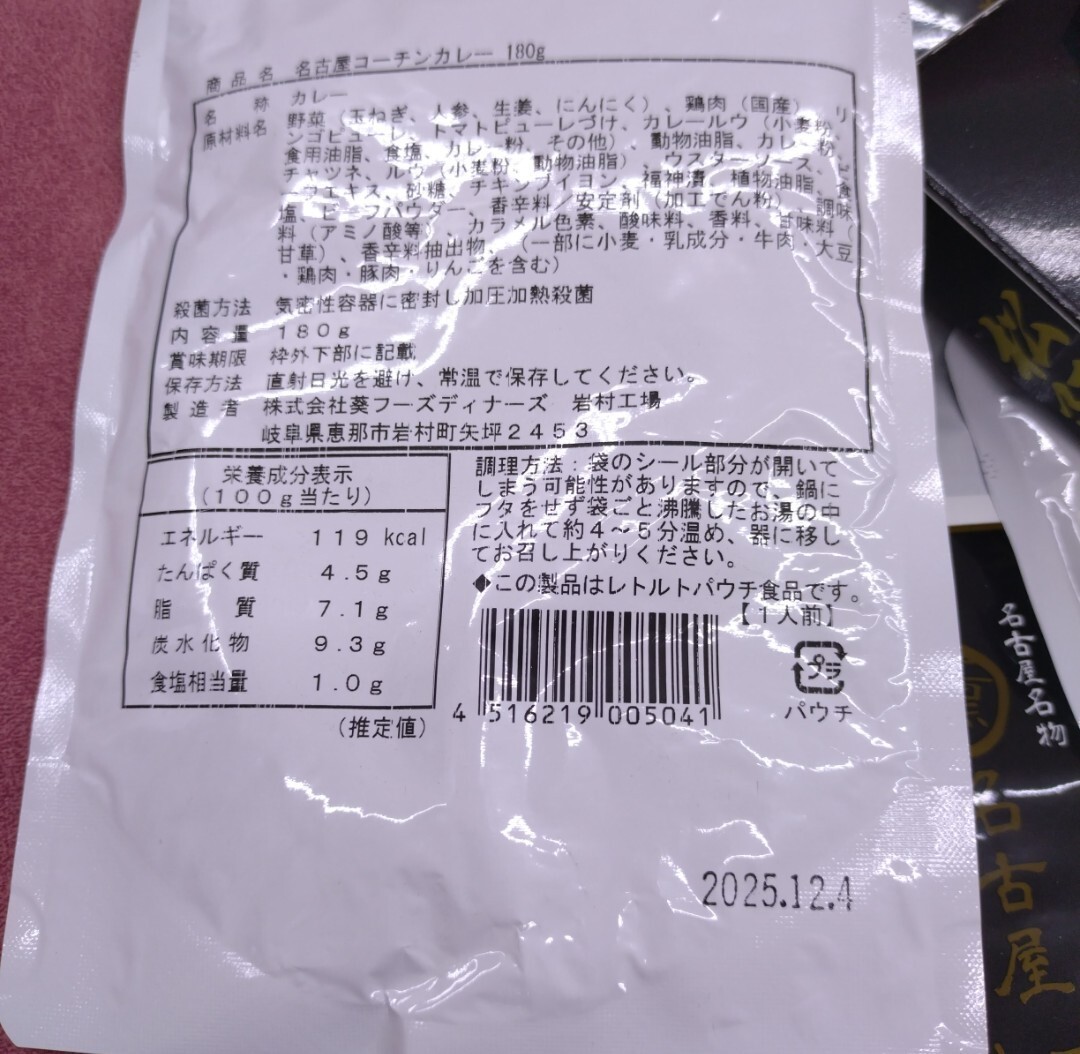 商品名 名古屋コーチンカレー 180g
名称 カレー
原材料名 野菜（玉ねぎ、人参、生姜、にんにく）、鶏肉（国産）、リ
ンゴピューレ、トマトピューレづけ、カレールウ（小麦粉、
食用油脂、食塩、カレー粉、その他）、動物油脂、カレー粉、
チャツネ、ルウ（小麦粉、動物油脂）、ウスターソース、
エキス、砂糖、チキンブイヨン、福神漬、植物油脂、食
塩、ビーフパウダー、香辛料／安定剤（加工でん粉）、調味
料（アミノ酸等）、カラメル色素、酸味料、香料、甘味料（
甘草）、香辛料抽出物、（一部に小麦・乳成分・牛肉・大豆
・鶏肉・豚肉・りんごを含む）
殺菌方法 気密性容器に密封し加圧加熱殺菌
内容量 180g
賞味期限 枠外下部に記載
保存方法 直射日光を避け、常温で保存してください。
製造者 株式会社葵フーズディナーズ 岩村工場
岐阜県恵那市岩村町矢坪2453
栄養成分表示
（100g当たり）
エネルギー 119 kcal
たんぱく質 4.5g
脂質 7.1g
炭水化物 9.3g
食塩相当量 1.0g
（推定値）
調理方法：袋のシール部分が開いて
しまう可能性がありますので、鍋に
フタをせず袋ごと沸騰したお湯の中
に入れて約4～5分温め、器に移し
てお召し上がりください。
◆この製品はレトルトパウチ食品です。
【1人前】
4 516219 005041
プラ
パウチ
2025.12.4
名古屋名物
名古屋